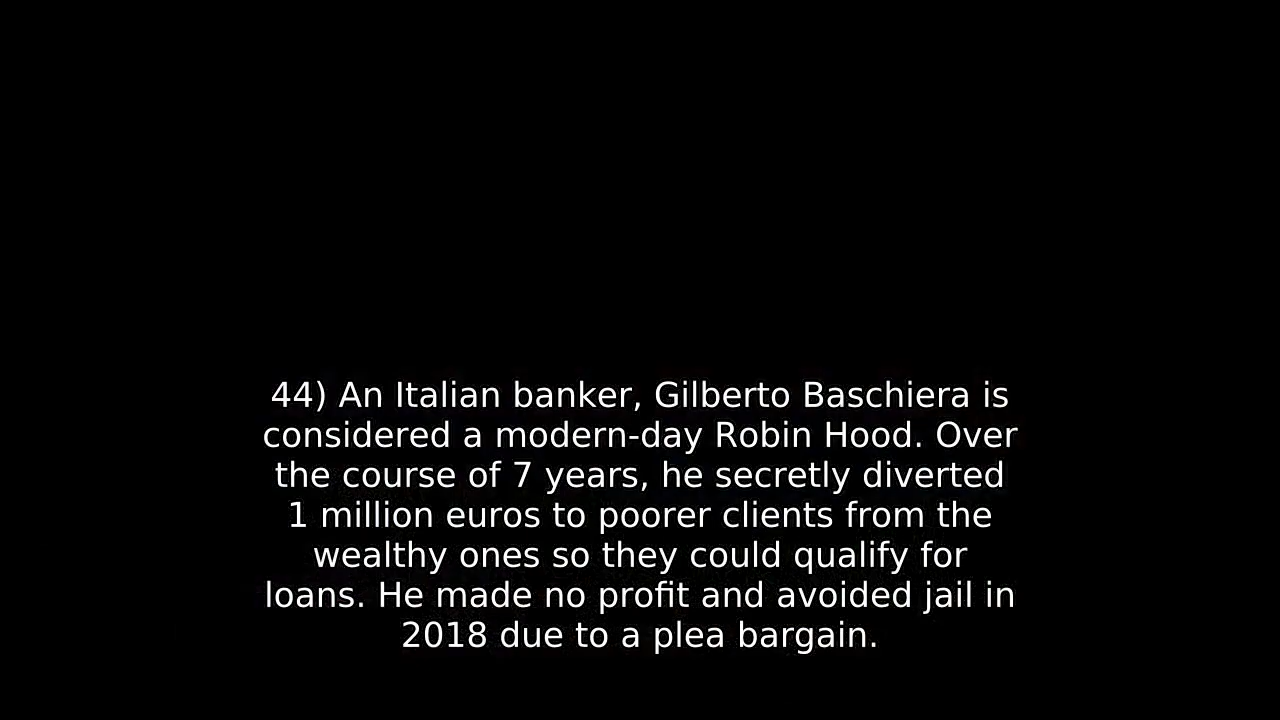 44) An Italian banker, Gilberto Baschiera is
considered a modern-day Robin Hood. Over
the course of 7 years, he secretly diverted
1 million euros to poorer clients from the
wealthy ones so they could qualify for
loans. He made no profit and avoided jail in
2018 due to a plea bargain.